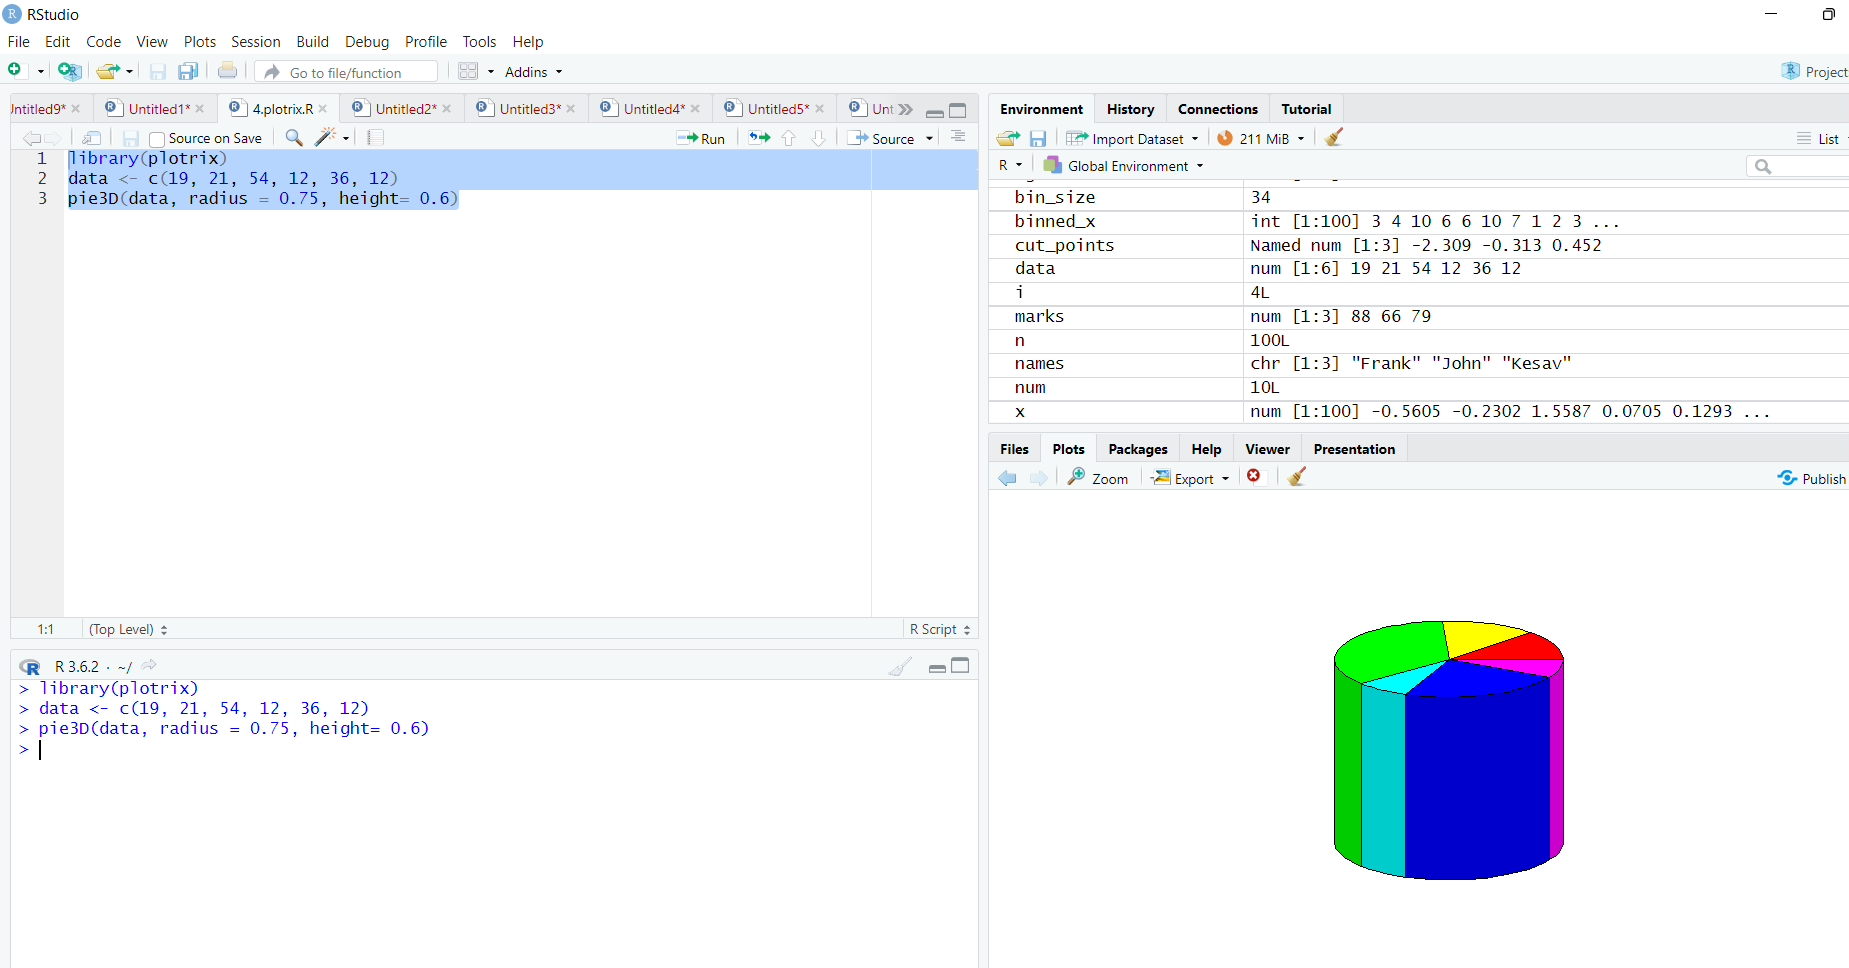 RStudio
File Edit Code View Plots Session Build Debug Profile Tools Help
Go to file/function Addins Project
Untitled9* Untitled1* 4.plotrix.R Untitled2* Untitled3* Untitled4* Untitled5* Unt
Source on Save Run Source
1 library(plotrix)
2 data <- c(19, 21, 54, 12, 36, 12)
3 pie3D(data, radius = 0.75, height= 0.6)
1:1 (Top Level) R Script
R 3.6.2 · ~/
> library(plotrix)
> data <- c(19, 21, 54, 12, 36, 12)
> pie3D(data, radius = 0.75, height= 0.6)
>
Environment History Connections Tutorial
Import Dataset 211 MiB List
R Global Environment
bin_size 34
binned_x int [1:100] 3 4 10 6 6 10 7 1 2 3 ...
cut_points Named num [1:3] -2.309 -0.313 0.452
data num [1:6] 19 21 54 12 36 12
i 4L
marks num [1:3] 88 66 79
n 100L
names chr [1:3] "Frank" "John" "Kesav"
num 10L
x num [1:100] -0.5605 -0.2302 1.5587 0.0705 0.1293 ...
Files Plots Packages Help Viewer Presentation
Zoom Export Publish